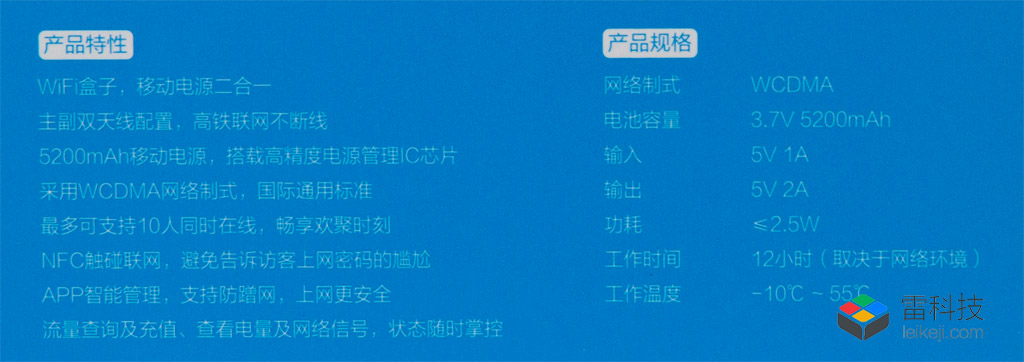 产品特性
WiFi盒子，移动电源二合一
主副双天线配置，高铁联网不断线
5200mAh移动电源，搭载高精度电源管理IC芯片
采用WCDMA网络制式，国际通用标准
最多可支持10人同时在线，畅享欢聚时刻
NFC触碰联网，避免告诉访客上网密码的尴尬
APP智能管理，支持防蹭网，上网更安全
流量查询及充值、查看电量及网络信号，状态随时掌控
产品规格
网络制式 WCDMA
电池容量 3.7V 5200mAh
输入 5V 1A
输出 5V 2A
功耗 ≤2.5W
工作时间 12小时（取决于网络环境）
工作温度 -10℃ ~ 55℃
雷科技
leikeji.com